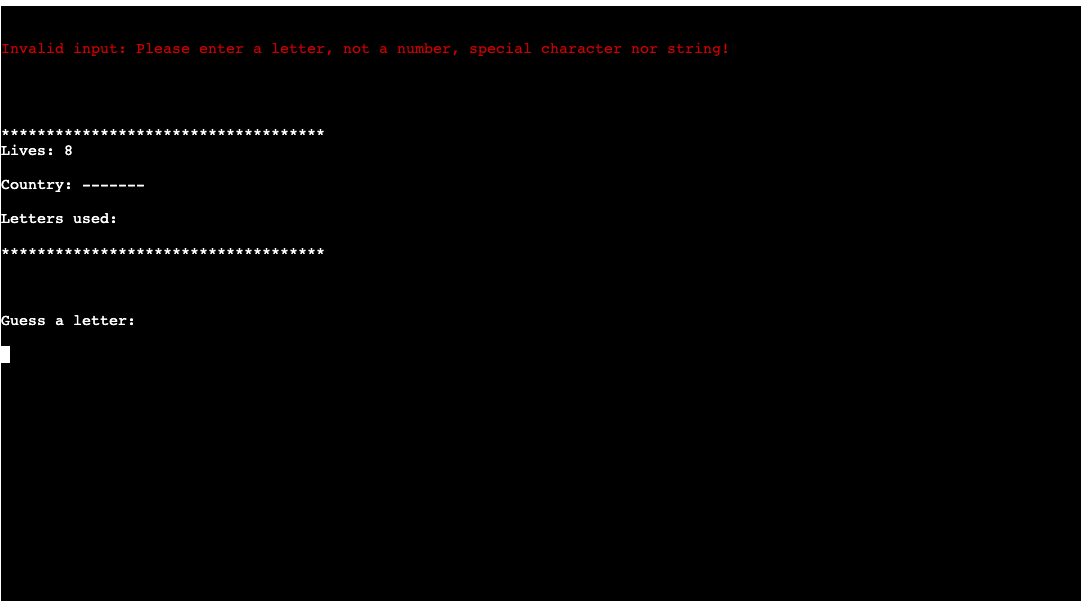 Invalid input: Please enter a letter, not a number, special character nor string!
************************************
Lives: 8
Country: -------
Letters used:
************************************
Guess a letter: